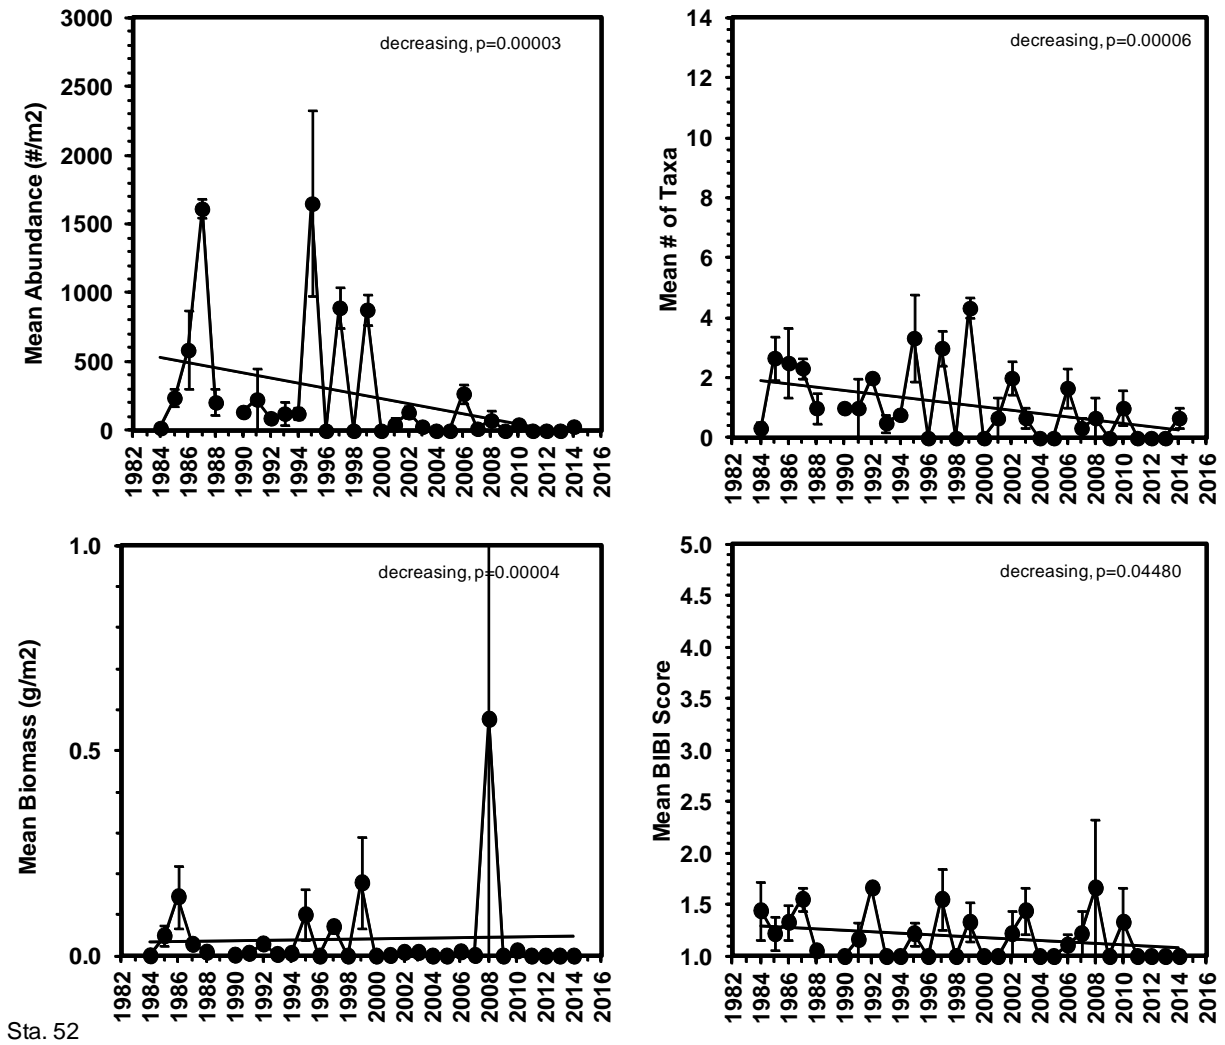 3000
2500
2000
1500
1000
500
0
Mean Abundance (#/m2)
decreasing, p=0.00003
1982 1984 1986 1988 1990 1992 1994 1996 1998 2000 2002 2004 2006 2008 2010 2012 2014 2016
14
12
10
8
6
4
2
0
Mean # of Taxa
decreasing, p=0.00006
1982 1984 1986 1988 1990 1992 1994 1996 1998 2000 2002 2004 2006 2008 2010 2012 2014 2016
1.0
0.5
0.0
Mean Biomass (g/m2)
decreasing, p=0.00004
1982 1984 1986 1988 1990 1992 1994 1996 1998 2000 2002 2004 2006 2008 2010 2012 2014 2016
5.0
4.5
4.0
3.5
3.0
2.5
2.0
1.5
1.0
Mean BIBI Score
decreasing, p=0.04480
1982 1984 1986 1988 1990 1992 1994 1996 1998 2000 2002 2004 2006 2008 2010 2012 2014 2016
Sta. 52